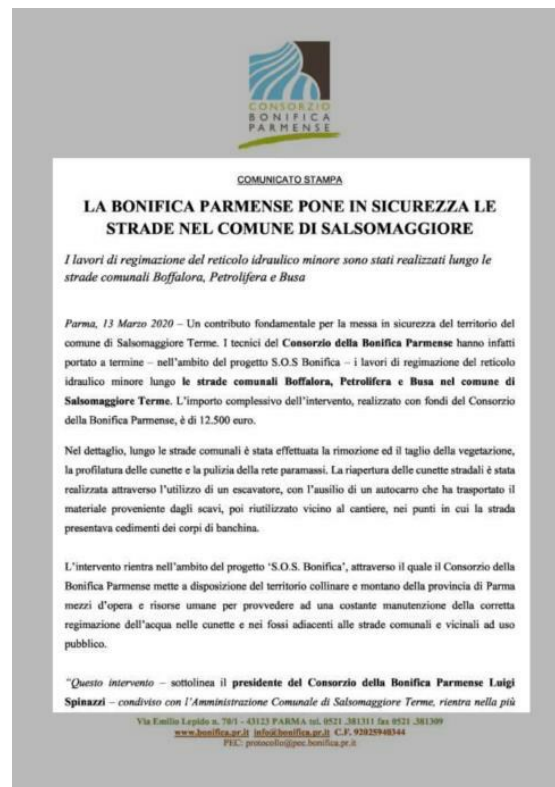 CONSORZIO
BONIFICA
PARMENSE
COMUNICATO STAMPA
LA BONIFICA PARMENSE PONE IN SICUREZZA LE
STRADE NEL COMUNE DI SALSOMAGGIORE
I lavori di regimazione del reticolo idraulico minore sono stati realizzati lungo le
strade comunali Boffalora, Petrolifera e Busa
Parma, 13 Marzo 2020 – Un contributo fondamentale per la messa in sicurezza del territorio del
comune di Salsomaggiore Terme. I tecnici del Consorzio della Bonifica Parmense hanno infatti
portato a termine – nell'ambito del progetto S.O.S Bonifica – i lavori di regimazione del reticolo
idraulico minore lungo le strade comunali Boffalora, Petrolifera e Busa nel comune di
Salsomaggiore Terme. L'importo complessivo dell'intervento, realizzato con fondi del Consorzio
della Bonifica Parmense, è di 12.500 euro.
Nel dettaglio, lungo le strade comunali è stata effettuata la rimozione ed il taglio della vegetazione,
la profilatura delle cunette e la pulizia della rete paramassi. La riapertura delle cunette stradali è stata
realizzata attraverso l'utilizzo di un escavatore, con l'ausilio di un autocarro che ha trasportato il
materiale proveniente dagli scavi, poi riutilizzato vicino al cantiere, nei punti in cui la strada
presentava cedimenti dei corpi di banchina.
L'intervento rientra nell'ambito del progetto 'S.O.S. Bonifica', attraverso il quale il Consorzio della
Bonifica Parmense mette a disposizione del territorio collinare e montano della provincia di Parma
mezzi d'opera e risorse umane per provvedere ad una costante manutenzione della corretta
regimazione dell'acqua nelle cunette e nei fossi adiacenti alle strade comunali e vicinali ad uso
pubblico.
"Questo intervento – sottolinea il presidente del Consorzio della Bonifica Parmense Luigi
Spinazzi – condiviso con l'Amministrazione Comunale di Salsomaggiore Terme, rientra nella più
Via Emilio Lepido n. 70/1 - 43123 PARMA tel. 0521 .381311 fax 0521 .381309
www.bonifica.pr.it info@bonifica.pr.it C.F. 92025940344
PEC: protocollo@pec.bonifica.pr.it